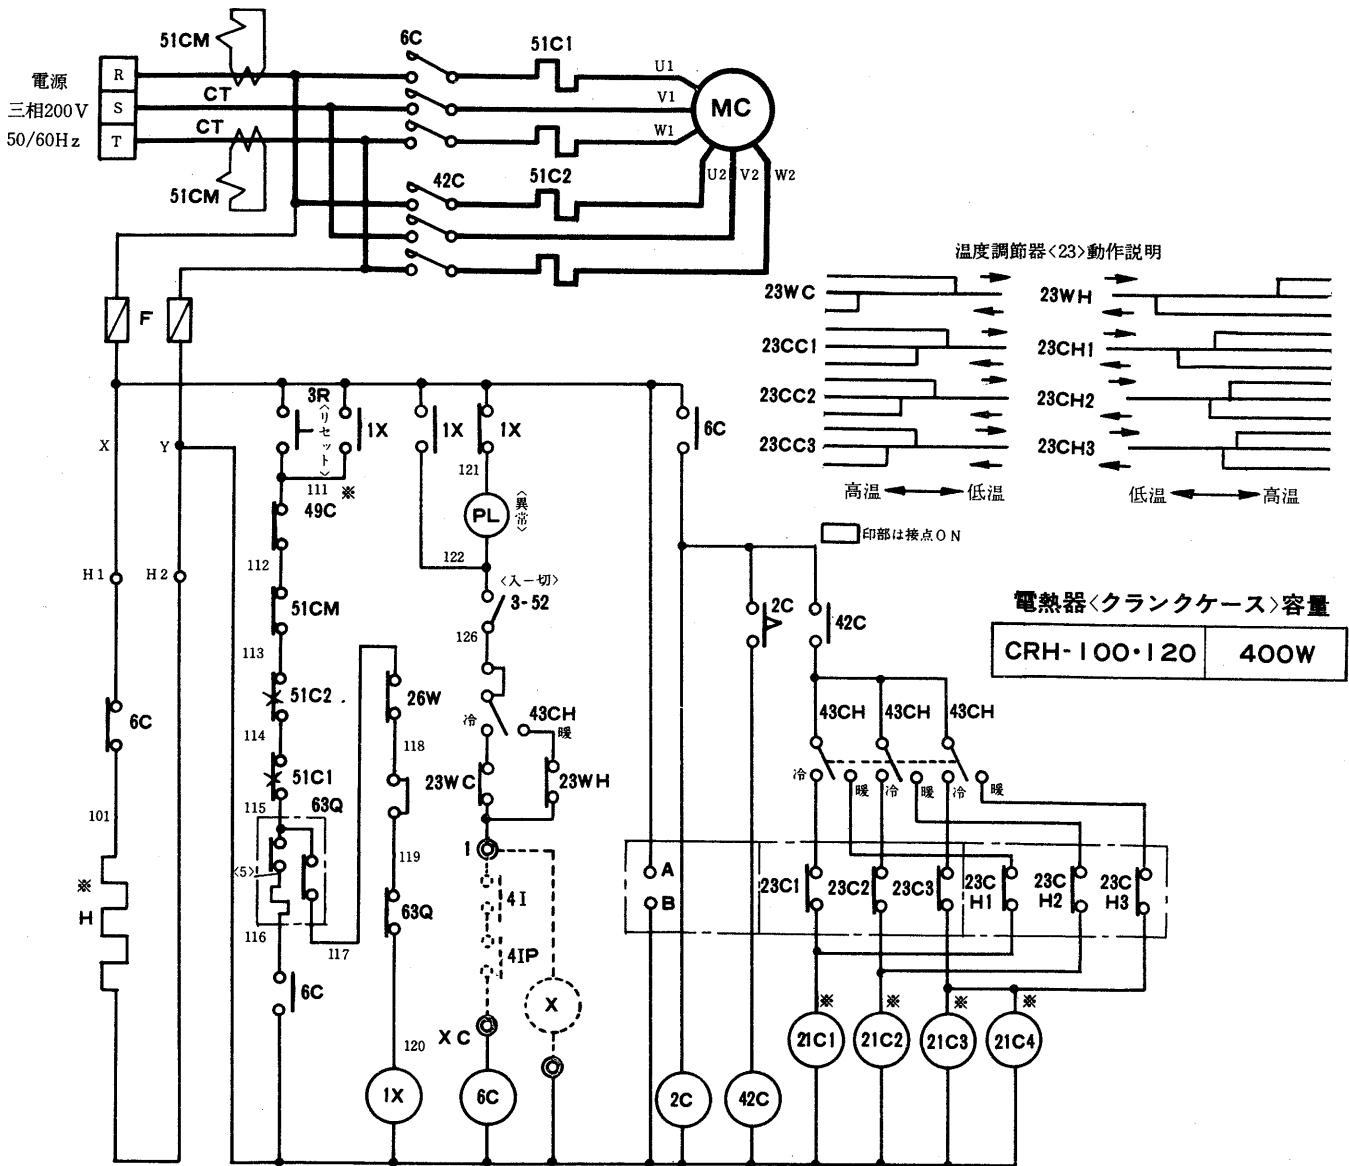 51CM
6C
51C1
U1
電源
三相200V
50/60Hz
R
S
T
CT
CT
V1
W1
MC
51CM
42C
51C2
U2
V2
W2
温度調節器<23>動作説明
23WC
23WH
23CC1
23CH1
23CC2
23CH2
23CC3
23CH3
高温
低温
低温
高温
印部は接点ON
F
X
Y
3R
<リセット>
1X
1X
1X
6C
111
※
121
49C
PL
<異常>
112
122
H1
H2
<入-切>
3-52
2C
42C
電熱器<クランクケース>容量
CRH-100・120
400W
51CM
126
113
51C2
26W
6C
114
冷
43CH
暖
43CH
43CH
43CH
118
51C1
23WC
23WH
冷
暖
冷
暖
冷
暖
115
63Q
101
119
1
<5>
A
B
23C1
23C2
23C3
23C
H1
23C
H2
23C
H3
※
H
4I
63Q
116
117
4IP
6C
X
XC
※
※
※
※
21C1
21C2
21C3
21C4
120
1X
6C
2C
42C